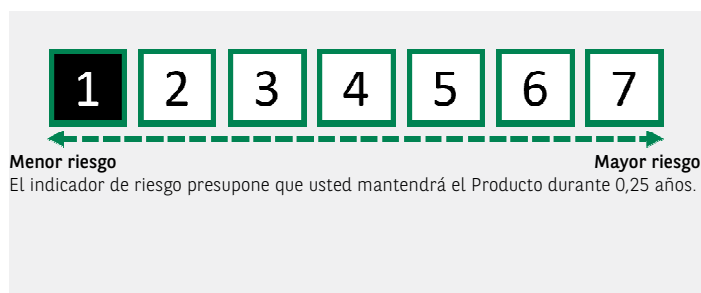 1 2 3 4 5 6 7
Menor riesgo Mayor riesgo
El indicador de riesgo presupone que usted mantendrá el Producto durante 0,25 años.